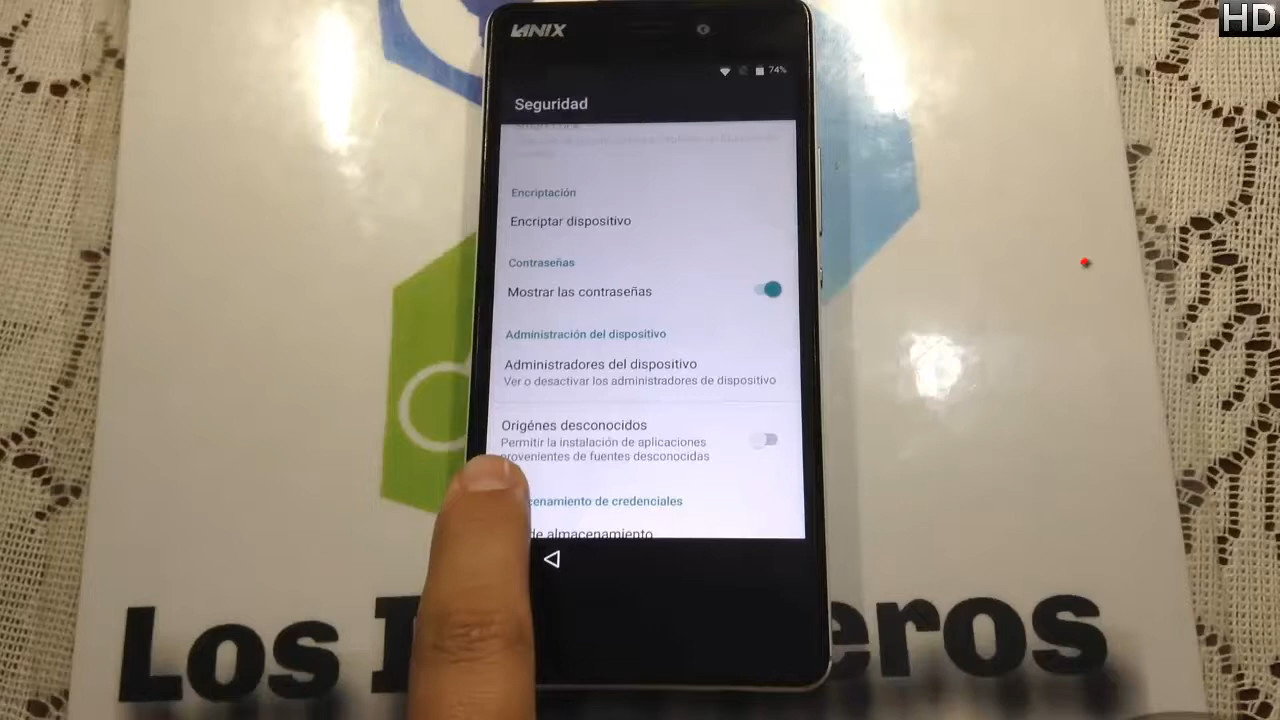 HD
LANIX
74%
Seguridad
Encriptación
Encriptar dispositivo
Contraseñas
Mostrar las contraseñas
Administración del dispositivo
Administradores del dispositivo
Ver o desactivar los administradores de dispositivo
Orígenes desconocidos
Permitir la instalación de aplicaciones
provenientes de fuentes desconocidas
cenamiento de credenciales
de almacenamiento
Los eros